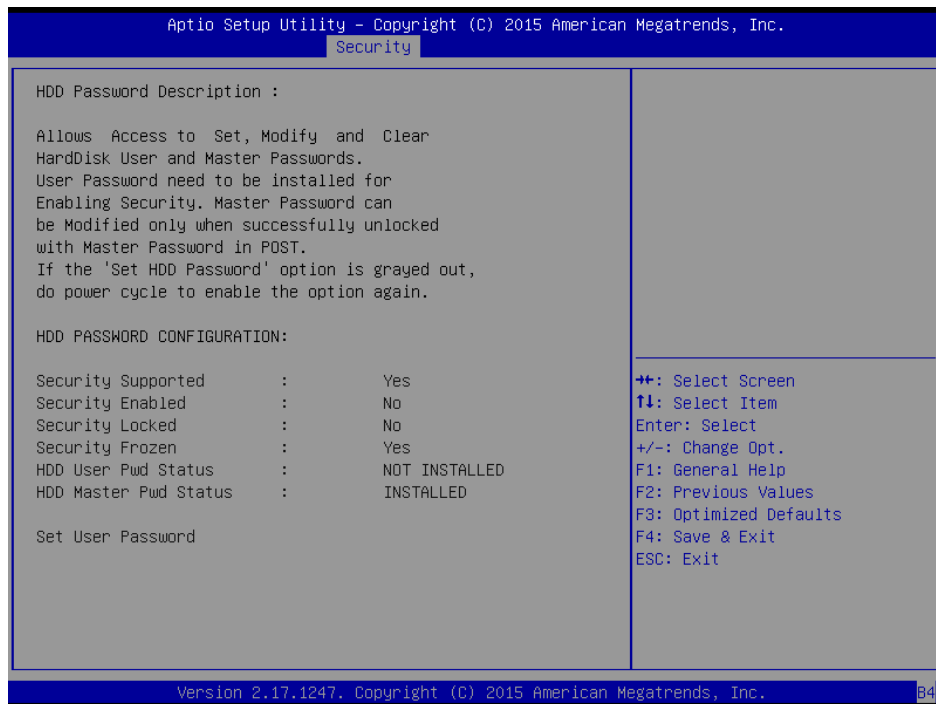 Aptio Setup Utility – Copyright (C) 2015 American Megatrends, Inc.
Security
HDD Password Description :
Allows Access to Set, Modify and Clear
HardDisk User and Master Passwords.
User Password need to be installed for
Enabling Security. Master Password can
be Modified only when successfully unlocked
with Master Password in POST.
If the 'Set HDD Password' option is grayed out,
do power cycle to enable the option again.
HDD PASSWORD CONFIGURATION:
Security Supported : Yes
Security Enabled : No
Security Locked : No
Security Frozen : Yes
HDD User Pwd Status : NOT INSTALLED
HDD Master Pwd Status : INSTALLED
Set User Password
→←: Select Screen
↑↓: Select Item
Enter: Select
+/-: Change Opt.
F1: General Help
F2: Previous Values
F3: Optimized Defaults
F4: Save & Exit
ESC: Exit
Version 2.17.1247. Copyright (C) 2015 American Megatrends, Inc.
B4